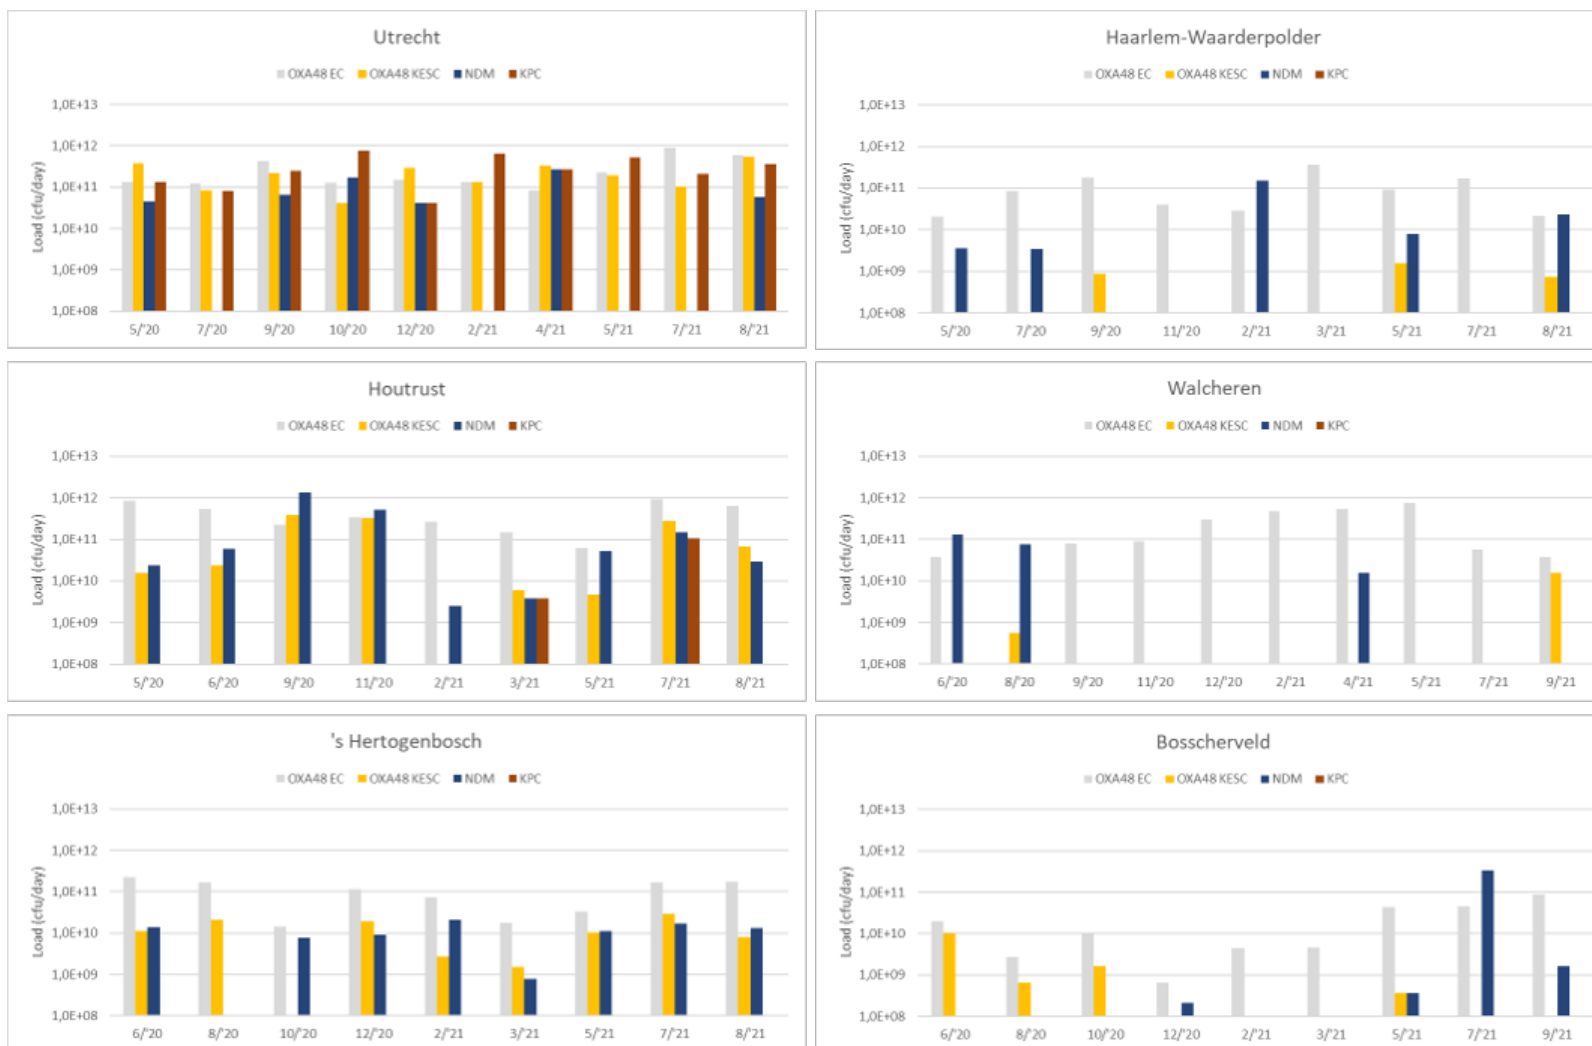 Utrecht
OXA48 EC OXA48 KESC NDM KPC
Load (cfu/day)
1,0E+13
1,0E+12
1,0E+11
1,0E+10
1,0E+09
1,0E+08
5/'20 7/'20 9/'20 10/'20 12/'20 2/'21 4/'21 5/'21 7/'21 8/'21
Haarlem-Waarderpolder
OXA48 EC OXA48 KESC NDM KPC
Load (cfu/day)
1,0E+13
1,0E+12
1,0E+11
1,0E+10
1,0E+09
1,0E+08
5/'20 7/'20 9/'20 11/'20 2/'21 3/'21 5/'21 7/'21 8/'21
Houtrust
OXA48 EC OXA48 KESC NDM KPC
Load (cfu/day)
1,0E+13
1,0E+12
1,0E+11
1,0E+10
1,0E+09
1,0E+08
5/'20 6/'20 9/'20 11/'20 2/'21 3/'21 5/'21 7/'21 8/'21
Walcheren
OXA48 EC OXA48 KESC NDM KPC
Load (cfu/day)
1,0E+13
1,0E+12
1,0E+11
1,0E+10
1,0E+09
1,0E+08
6/'20 8/'20 9/'20 11/'20 12/'20 2/'21 4/'21 5/'21 7/'21 9/'21
's Hertogenbosch
OXA48 EC OXA48 KESC NDM KPC
Load (cfu/day)
1,0E+13
1,0E+12
1,0E+11
1,0E+10
1,0E+09
1,0E+08
6/'20 8/'20 10/'20 12/'20 2/'21 3/'21 5/'21 7/'21 8/'21
Bosscherveld
OXA48 EC OXA48 KESC NDM KPC
Load (cfu/day)
1,0E+13
1,0E+12
1,0E+11
1,0E+10
1,0E+09
1,0E+08
6/'20 8/'20 10/'20 12/'20 2/'21 3/'21 5/'21 7/'21 9/'21